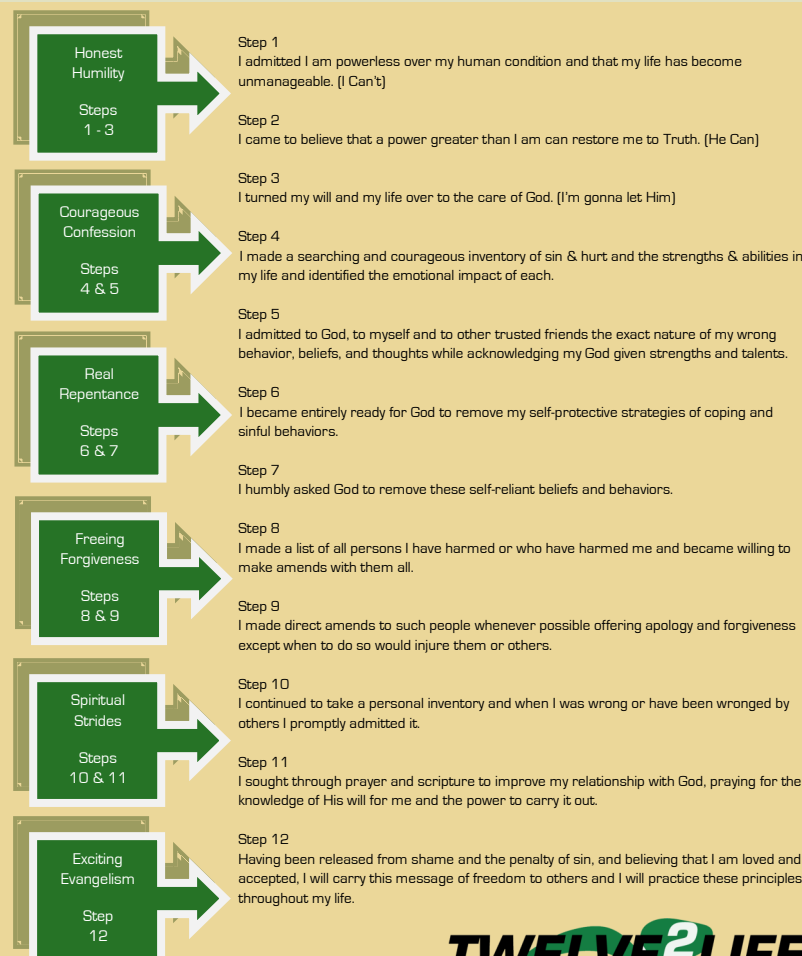 Honest
Humility
Steps
1 - 3
Step 1
I admitted I am powerless over my human condition and that my life has become
unmanageable. (I Can't)
Step 2
I came to believe that a power greater than I am can restore me to Truth. (He Can)
Step 3
I turned my will and my life over to the care of God. (I'm gonna let Him)
Courageous
Confession
Steps
4 & 5
Step 4
I made a searching and courageous inventory of sin & hurt and the strengths & abilities in
my life and identified the emotional impact of each.
Step 5
I admitted to God, to myself and to other trusted friends the exact nature of my wrong
behavior, beliefs, and thoughts while acknowledging my God given strengths and talents.
Real
Repentance
Steps
6 & 7
Step 6
I became entirely ready for God to remove my self-protective strategies of coping and
sinful behaviors.
Step 7
I humbly asked God to remove these self-reliant beliefs and behaviors.
Freeing
Forgiveness
Steps
8 & 9
Step 8
I made a list of all persons I have harmed or who have harmed me and became willing to
make amends with them all.
Step 9
I made direct amends to such people whenever possible offering apology and forgiveness
except when to do so would injure them or others.
Spiritual
Strides
Steps
10 & 11
Step 10
I continued to take a personal inventory and when I was wrong or have been wronged by
others I promptly admitted it.
Step 11
I sought through prayer and scripture to improve my relationship with God, praying for the
knowledge of His will for me and the power to carry it out.
Exciting
Evangelism
Step
12
Step 12
Having been released from shame and the penalty of sin, and believing that I am loved and
accepted, I will carry this message of freedom to others and I will practice these principles
throughout my life.
TWELVE2LIFE